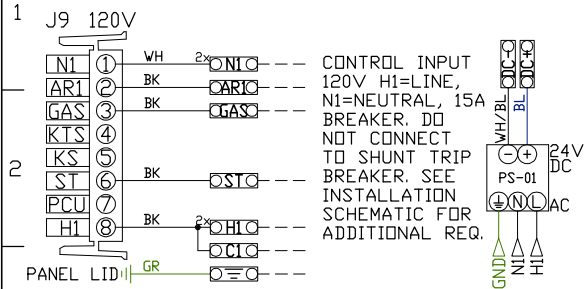 1
J9 120V
N1 1 WH 2x N1
AR1 2 BK AR1
GAS 3 BK GAS
KTS 4
KS 5
2
ST 6 BK ST
PCU 7
H1 8 BK 2x H1
C1
PANEL LID GR
CONTROL INPUT
120V H1=LINE,
N1=NEUTRAL, 15A
BREAKER. DO
NOT CONNECT
TO SHUNT TRIP
BREAKER. SEE
INSTALLATION
SCHEMATIC FOR
ADDITIONAL REQ.
DC- DC+
WH/BL BL
- + 24V
DC
PS-01
N L AC
GND N1 H1